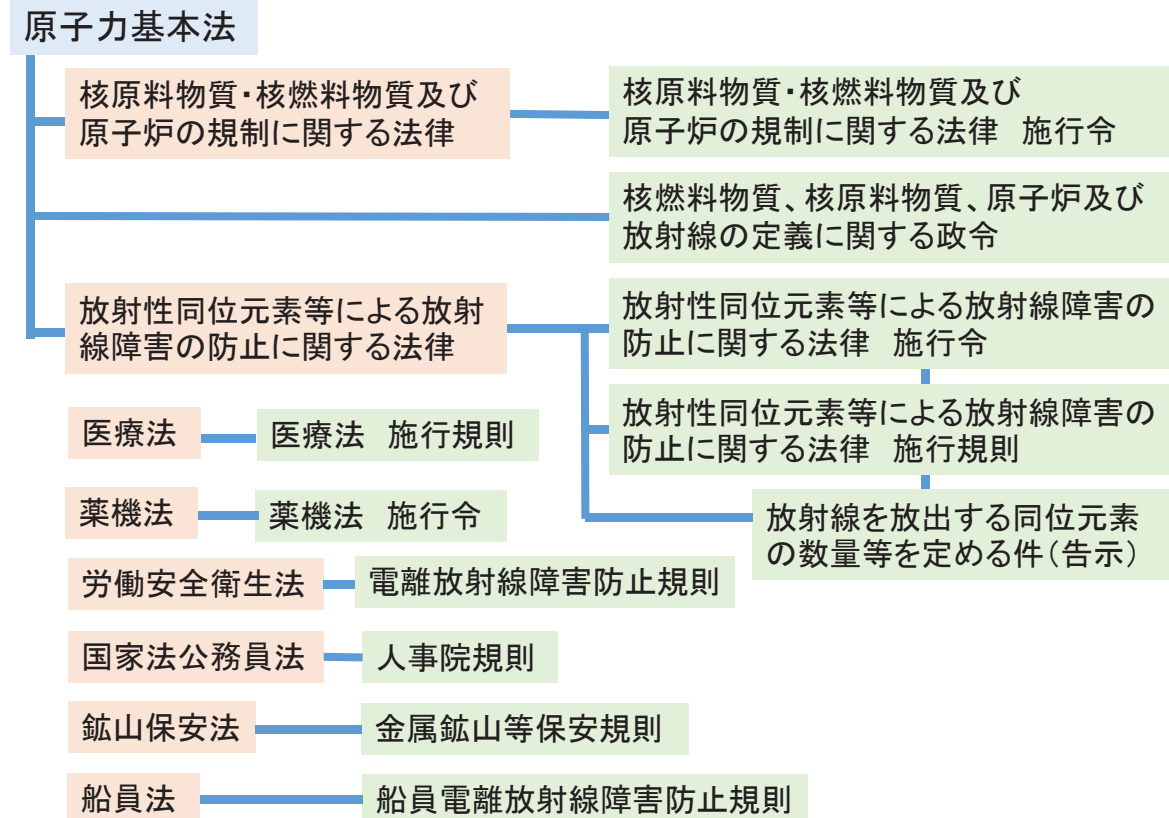 原子力基本法
核原料物質・核燃料物質及び
原子炉の規制に関する法律
核原料物質・核燃料物質及び
原子炉の規制に関する法律　施行令
核燃料物質、核原料物質、原子炉及び
放射線の定義に関する政令
放射性同位元素等による放射
線障害の防止に関する法律
放射性同位元素等による放射線障害の
防止に関する法律　施行令
放射性同位元素等による放射線障害の
防止に関する法律　施行規則
放射線を放出する同位元素
の数量等を定める件（告示）
医療法
医療法　施行規則
薬機法
薬機法　施行令
労働安全衛生法
電離放射線障害防止規則
国家法公務員法
人事院規則
鉱山保安法
金属鉱山等保安規則
船員法
船員電離放射線障害防止規則